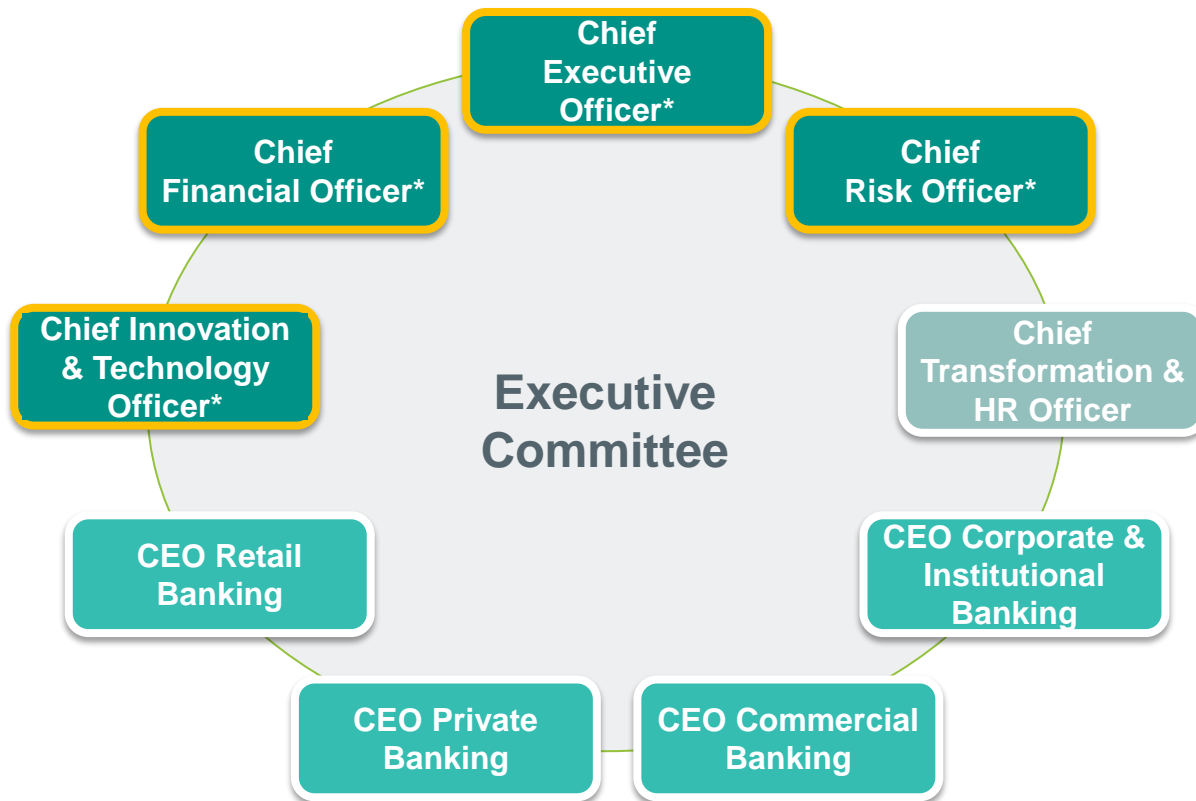 Chief
Executive
Officer*
Chief
Financial Officer*
Chief
Risk Officer*
Chief Innovation
& Technology
Officer*
Chief
Transformation &
HR Officer
Executive
Committee
CEO Retail
Banking
CEO Corporate &
Institutional
Banking
CEO Private
Banking
CEO Commercial
Banking